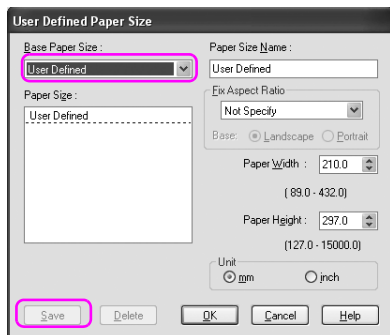 User Defined Paper Size
Base Paper Size :
User Defined
Paper Size :
User Defined
Paper Size Name :
User Defined
Fix Aspect Ratio
Not Specify
Base: Landscape Portrait
Paper Width : 210.0
( 89.0 - 432.0)
Paper Height : 297.0
(127.0 - 15000.0)
Unit
mm inch
Save Delete OK Cancel Help